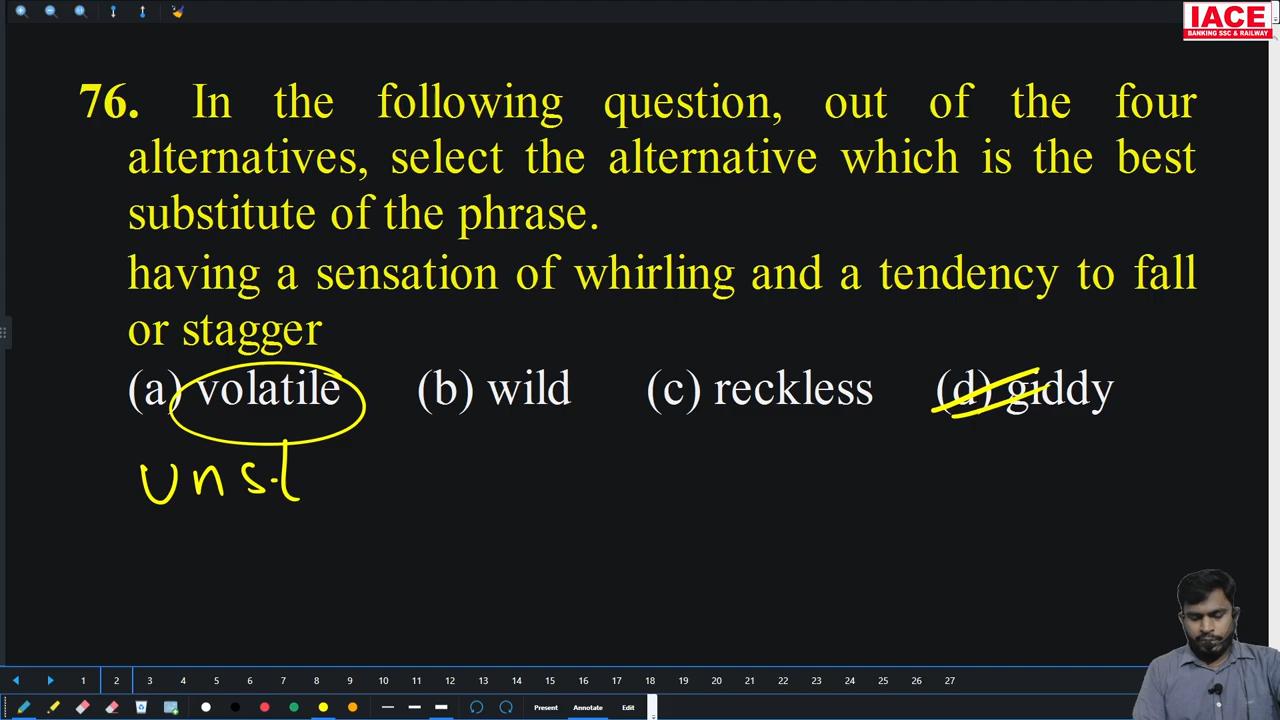 IACE
BANKING SSC & RAILWAY
76. In the following question, out of the four
alternatives, select the alternative which is the best
substitute of the phrase.
having a sensation of whirling and a tendency to fall
or stagger
(a) volatile (b) wild (c) reckless (d) giddy
unst
1 2 3 4 5 6 7 8 9 10 11 12 13 14 15 16 17 18 19 20 21 22 23 24 25 26 27
Present Annotate Edit